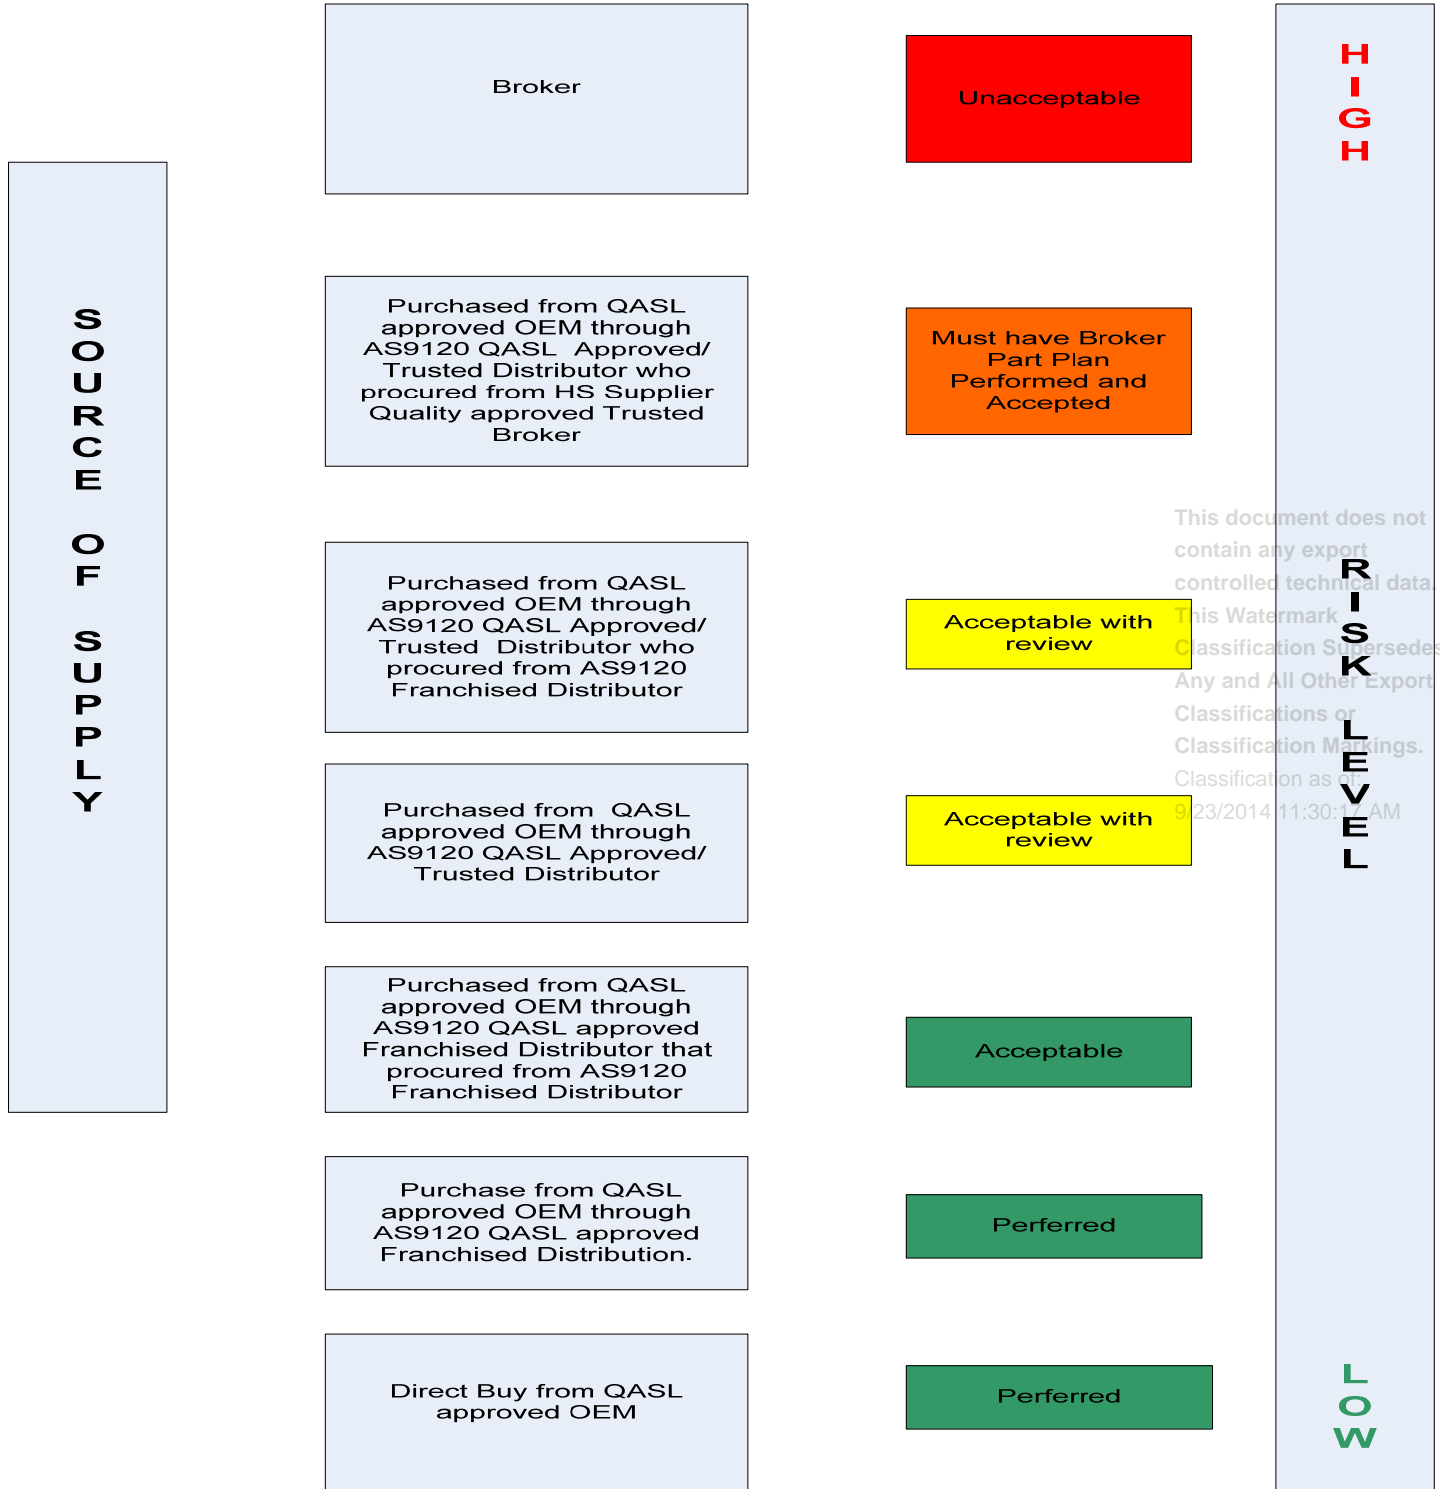 SOURCE OF SUPPLY
Broker
Unacceptable
Purchased from QASL
approved OEM through
AS9120 QASL Approved/
Trusted Distributor who
procured from HS Supplier
Quality approved Trusted
Broker
Must have Broker
Part Plan
Performed and
Accepted
Purchased from QASL
approved OEM through
AS9120 QASL Approved/
Trusted Distributor who
procured from AS9120
Franchised Distributor
Acceptable with
review
Purchased from QASL
approved OEM through
AS9120 QASL Approved/
Trusted Distributor
Acceptable with
review
Purchased from QASL
approved OEM through
AS9120 QASL approved
Franchised Distributor that
procured from AS9120
Franchised Distributor
Acceptable
Purchase from QASL
approved OEM through
AS9120 QASL approved
Franchised Distribution.
Perferred
Direct Buy from QASL
approved OEM
Perferred
HIGH
RISK LEVEL
LOW
This document does not
contain any export
controlled technical data.
This Watermark
Classification Supersedes
Any and All Other Export
Classifications or
Classification Markings.
Classification as of:
9/23/2014 11:30:17 AM